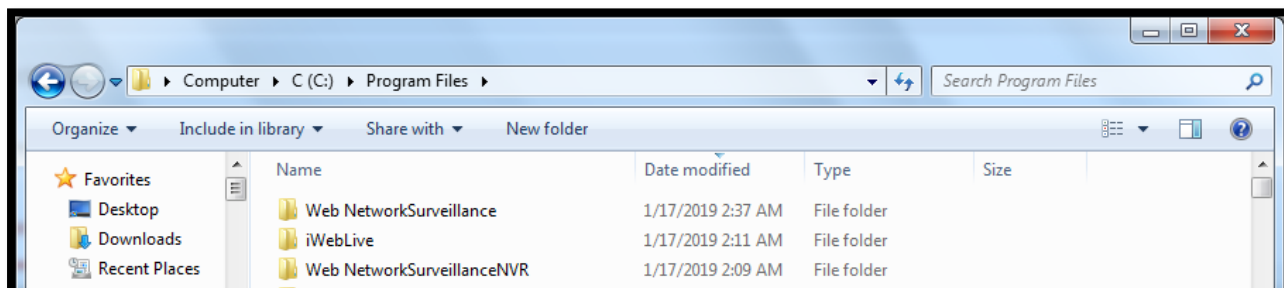 Computer C (C:) Program Files Search Program Files
Organize Include in library Share with New folder
Favorites Name Date modified Type Size
Desktop Web NetworkSurveillance 1/17/2019 2:37 AM File folder
Downloads iWebLive 1/17/2019 2:11 AM File folder
Recent Places Web NetworkSurveillanceNVR 1/17/2019 2:09 AM File folder